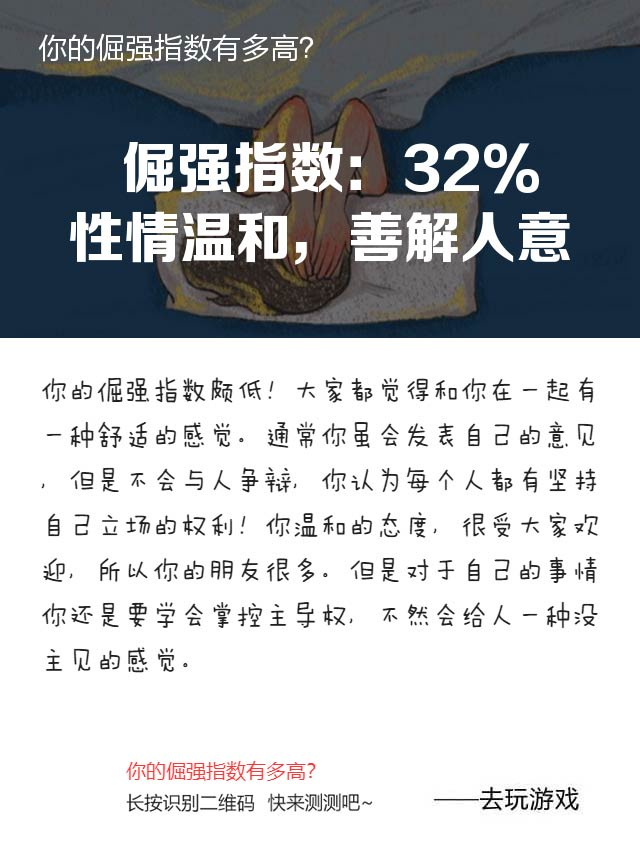 你的倔强指数有多高?
倔强指数: 32%
性情温和，善解人意
你的倔强指数颇低! 大家都觉得和你在一起有
一种舒适的感觉。通常你虽会发表自己的意见
, 但是不会与人争辩, 你认为每个人都有坚持
自己立场的权利! 你温和的态度, 很受大家欢
迎, 所以你的朋友很多。但是对于自己的事情
你还是要学会掌控主导权, 不然会给人一种没
主见的感觉。
你的倔强指数有多高?
长按识别二维码 快来测测吧~
——去玩游戏